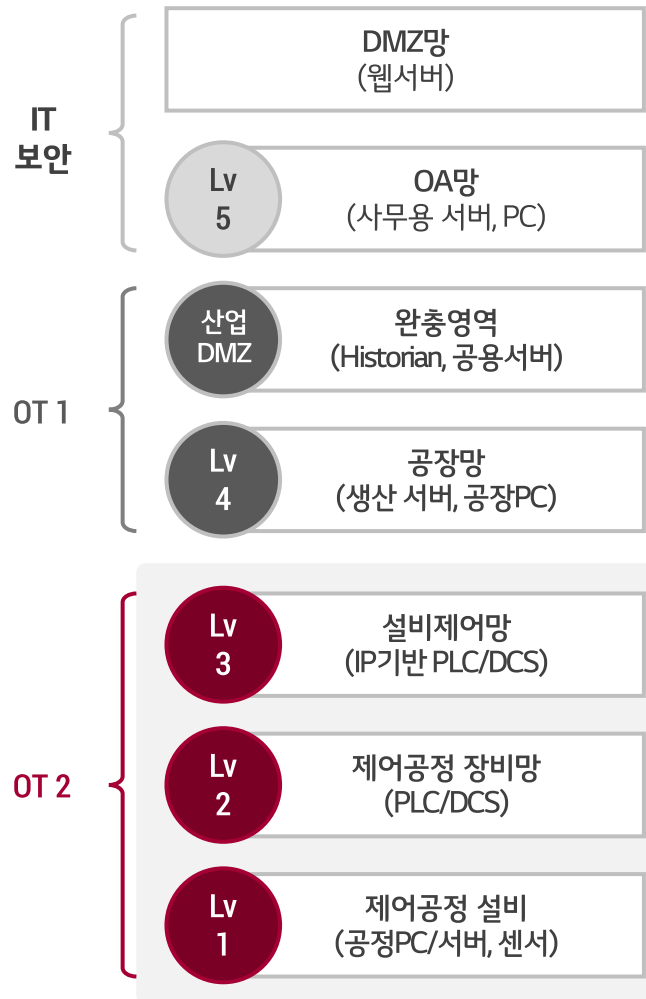 IT
보안
DMZ망
(웹서버)
Lv
5
OA망
(사무용 서버, PC)
OT 1
산업
DMZ
완충영역
(Historian, 공용서버)
Lv
4
공장망
(생산 서버, 공장PC)
OT 2
Lv
3
설비제어망
(IP기반 PLC/DCS)
Lv
2
제어공정 장비망
(PLC/DCS)
Lv
1
제어공정 설비
(공정PC/서버, 센서)